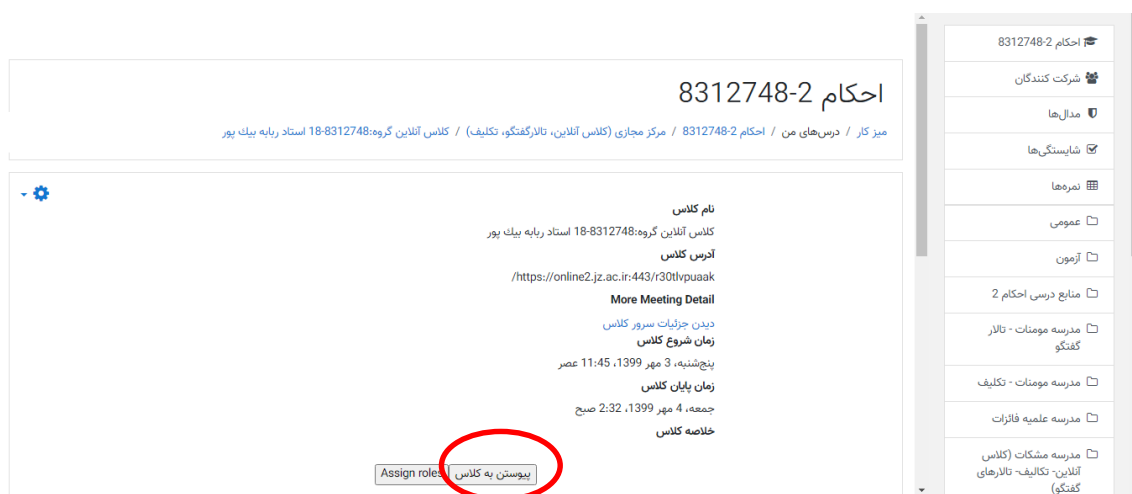 احکام 2-8312748
شرکت کنندگان
مدال‌ها
شایستگی‌ها
نمره‌ها
عمومی
آزمون
منابع درسی احکام 2
مدرسه مومنات - تالار
گفتگو
مدرسه مومنات - تکلیف
مدرسه علمیه فائزات
مدرسه مشکات (کلاس
آنلاین- تکالیف- تالارهای
گفتگو)
احکام 2-8312748
میز کار / درس‌های من / احکام 2-8312748 / مرکز مجازی (کلاس آنلاین، تالارگفتگو، تکلیف) / کلاس آنلاین گروه:8312748-18 استاد ربابه بيك پور
نام کلاس
کلاس آنلاین گروه:8312748-18 استاد ربابه بيك پور
آدرس کلاس
https://online2.jz.ac.ir:443/r30tlvpuaak/
More Meeting Detail
دیدن جزئیات سرور کلاس
زمان شروع کلاس
پنج‌شنبه، 3 مهر 1399، 11:45 عصر
زمان پایان کلاس
جمعه، 4 مهر 1399، 2:32 صبح
خلاصه کلاس
پیوستن به کلاس Assign roles